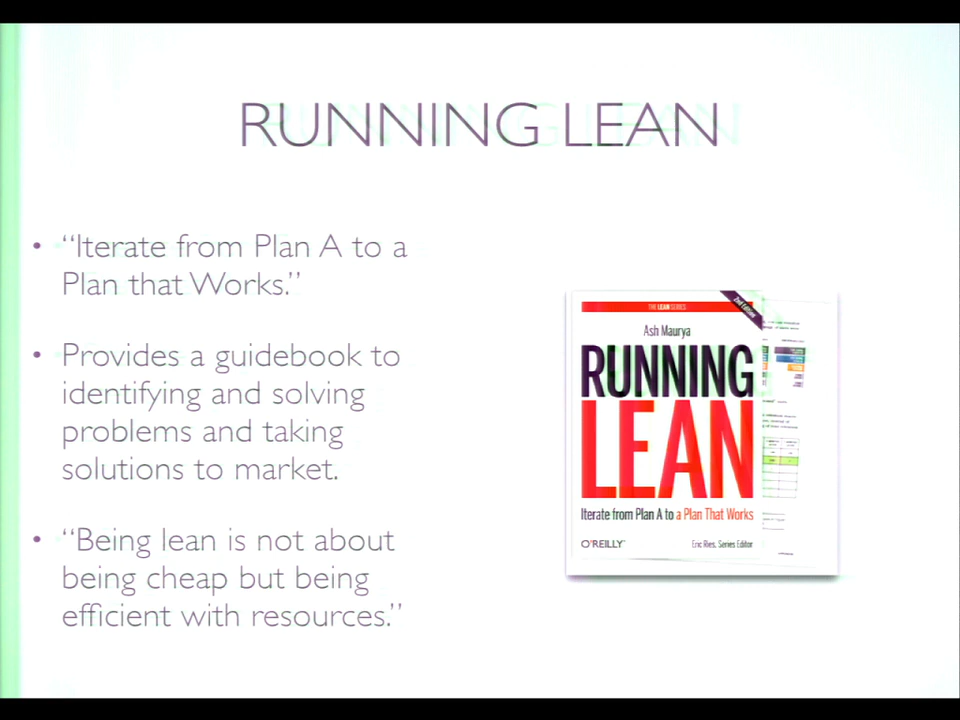 RUNNING LEAN
• “Iterate from Plan A to a
Plan that Works.”
• Provides a guidebook to
identifying and solving
problems and taking
solutions to market.
• “Being lean is not about
being cheap but being
efficient with resources.”
THE LEAN SERIES
2nd Edition
Ash Maurya
RUNNING
LEAN
Iterate from Plan A to a Plan That Works
O'REILLY™
Eric Ries, Series Editor